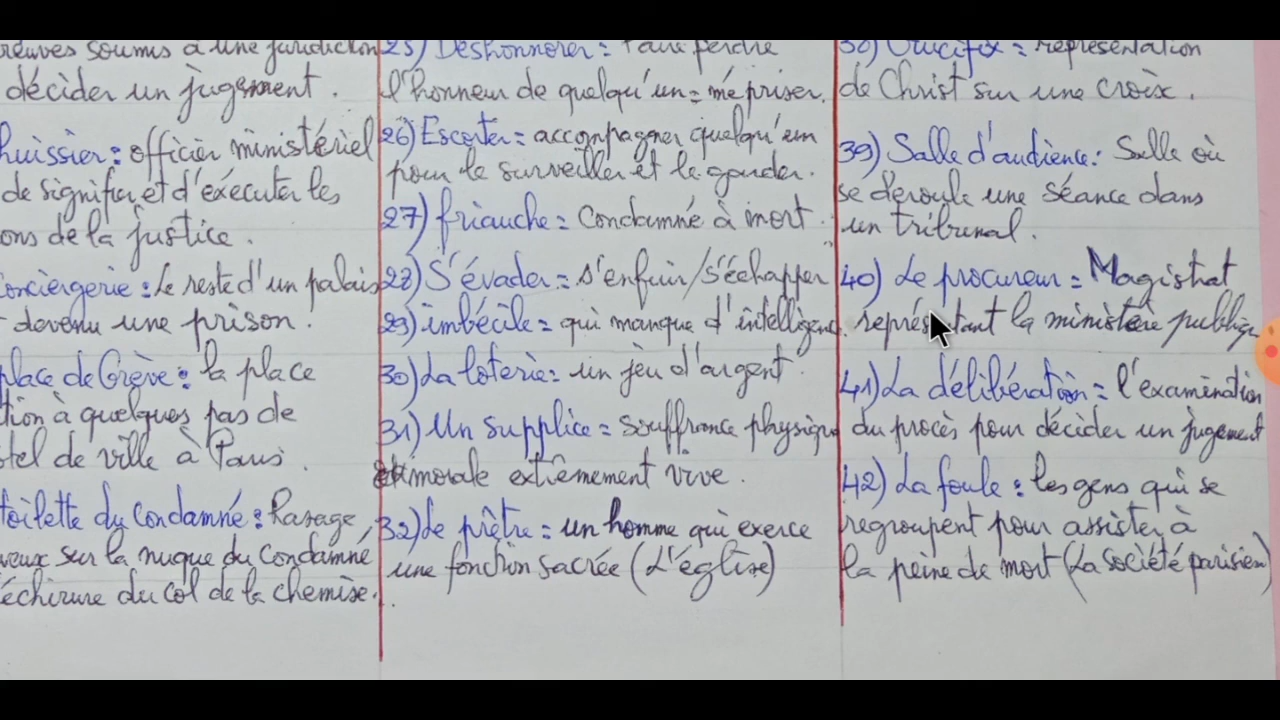 reuves soumis à une juridiction
décider un jugement.
huissier: officier ministériel
de signifier et d'exécuter les
ons de la justice.
Conciergerie: Le reste d'un palais
devenu une prison!
place de Grève: la place
tion à quelques pas de
tel de ville à Paris.
toilette du Condamné: Rasage
veux sur la nuque du Condamné
échirure du col de la chemise.
25) Deshonnorer = Faire perdre
l'honneur de quelqu'un = mépriser.
26) Escorter = accompagner quelqu'un
pour le surveiller et le garder.
27) friauche = Condamné à mort.
28) S'évader = s'enfuir/s'échapper
29) imbécile = qui manque d'intelligence.
30) La loterie = un jeu d'argent.
31) Un supplice = souffrance physique
et morale extrêmement vive.
32) Le prêtre = un homme qui exerce
une fonction sacrée (L'église)
38) Crucifix = représentation
de Christ sur une croix.
39) Salle d'audience: Salle où
se déroule une séance dans
un tribunal.
40) Le procureur = Magistrat
représentant la ministère publique
41) La délibération = l'examination
du procès pour décider un jugement
42) La foule: les gens qui se
regroupent pour assister à
la peine de mort (La société parisien)